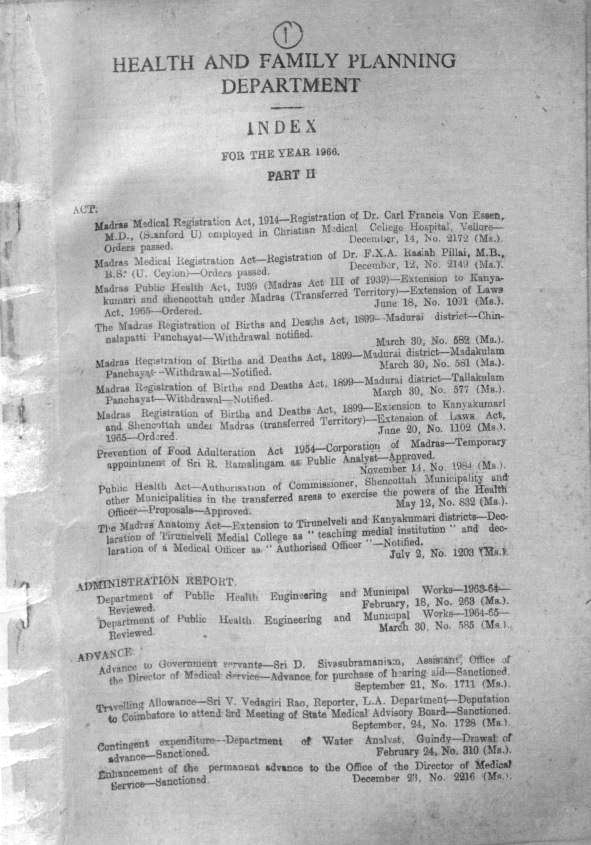 1
HEALTH AND FAMILY PLANNING
DEPARTMENT
INDEX
FOR THE YEAR 1966.
PART II
ACT.
Madras Medical Registration Act, 1914—Registration of Dr. Carl Francis Von Essen,
M.D., (Stanford U) employed in Christian Medical College Hospital, Vellore—
Orders passed. December, 14, No. 2172 (Ms.).
Madras Medical Registration Act—Registration of Dr. F.X.A. Rasiah Pillai, M.B.,
B.S. (U. Ceylon)—Orders passed. December, 12, No. 2149 (Ms.).
Madras Public Health Act, 1939 (Madras Act III of 1939)—Extension to Kanya-
kumari and shencottah under Madras (Transferred Territory)—Extension of Laws
Act, 1965—Ordered. June 18, No. 1091 (Ms.).
The Madras Registration of Births and Deaths Act, 1899—Madurai district—Chin-
nalapatti Panchayat—Withdrawal notified.
March 30, No. 582 (Ms.).
Madras Registration of Births and Deaths Act, 1899—Madurai district—Madakulam
Panchayat—Withdrawal—Notified. March 30, No. 581 (Ms.).
Madras Registration of Births and Deaths Act, 1899—Madurai district—Tallakulam
Panchayat—Withdrawal—Notified. March 30, No. 577 (Ms.).
Madras Registration of Births and Deaths Act, 1899—Extension to Kanyakumari
and Shencottah under Madras (transferred Territory)—Extension of Laws Act,
1965—Ordered. June 20, No. 1102 (Ms.).
Prevention of Food Adulteration Act 1954—Corporation of Madras—Temporary
appointment of Sri R. Ramalingam as Public Analyst—Approved.
November 14, No. 1984 (Ms.).
Public Health Act—Authorisation of Commissioner, Shencottah Municipality and
other Municipalities in the transferred areas to exercise the powers of the Health
Officer—Proposals—Approved. May 12, No. 832 (Ms.).
The Madras Anatomy Act—Extension to Tirunelveli and Kanyakumari districts—Dec-
laration of Tirunelveli Medial College as " teaching medial institution " and dec-
laration of a Medical Officer as " Authorised Officer "—Notified.
July 2, No. 1203 (Ms.).
ADMINISTRATION REPORT.
Department of Public Health Engineering and Municipal Works—1963-64—
Reviewed. February, 18, No. 263 (Ms.).
Department of Public Health Engineering and Municipal Works—1964-65—
Reviewed. March 30, No. 585 (Ms.).
ADVANCE.
Advance to Government servants—Sri D. Sivasubramaniam, Assistant, Office of
the Director of Medical Service—Advance for purchase of hearing aid—Sanctioned.
September 21, No. 1711 (Ms.).
Travelling Allowance—Sri V. Vedagiri Rao, Reporter, L.A. Department—Deputation
to Coimbatore to attend 3rd Meeting of State Medical Advisory Board—Sanctioned.
September, 24, No. 1728 (Ms.).
Contingent expenditure—Department of Water Analyst, Guindy—Drawal of
advance—Sanctioned. February 24, No. 310 (Ms.).
Enhancement of the permanent advance to the Office of the Director of Medical
Service—Sanctioned. December 23, No. 2216 (Ms.).